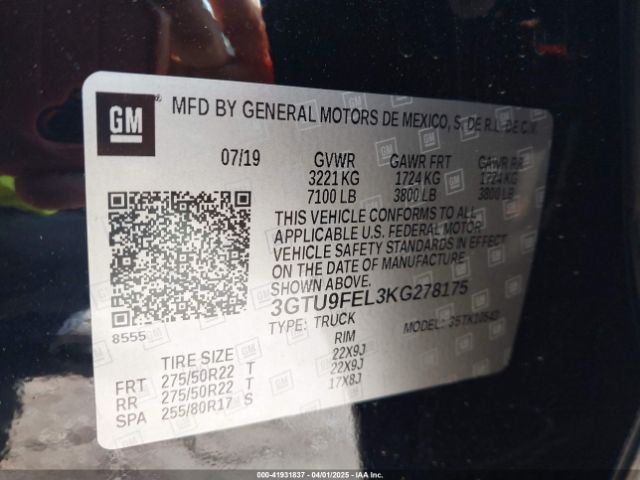 GM ® MFD BY GENERAL MOTORS DE MEXICO, S. DE R.L. DE C.V.
07/19 GVWR GAWR FRT GAWR RR
3221 KG 1724 KG 1724 KG
7100 LB 3800 LB 3800 LB
THIS VEHICLE CONFORMS TO ALL
APPLICABLE U.S. FEDERAL MOTOR
VEHICLE SAFETY STANDARDS IN EFFECT
ON THE DATE OF MANUFACTURE
SHOWN ABOVE.
3GTU9FEL3KG278175
8555 TYPE: TRUCK MODEL:
TIRE SIZE RIM
FRT 275/50R22 T 22X9J
RR 275/50R22 T 22X9J
SPA 255/80R17 S 17X8J
000-41931837 - 04/01/2025 - IAA Inc.